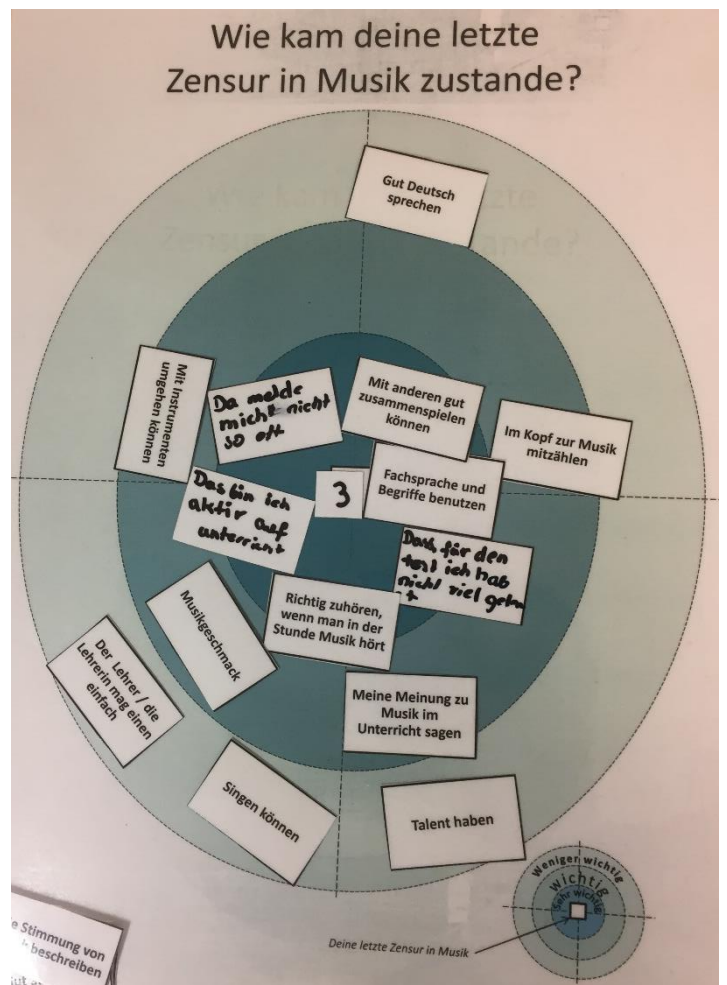 Wie kam deine letzte
Zensur in Musik zustande?
Gut Deutsch
sprechen
Mit Instrumenten
umgehen können
Da melde
mich nicht
so oft
Mit anderen gut
zusammenspielen
können
Im Kopf zur Musik
mitzählen
Das bin ich
aktiv auf
unterricht
3
Fachsprache und
Begriffe benutzen
Dach für den
test ich hab
nicht viel
Richtig zuhören,
wenn man in der
Stunde Musik hört
Musikgeschmack
Der Lehrer / die
Lehrerin mag einen
einfach
Meine Meinung zu
Musik im
Unterricht sagen
Singen können
Talent haben
Weniger wichtig
Wichtig
Sehr wichtig
Deine letzte Zensur in Musik
Stimmung von
beschreiben